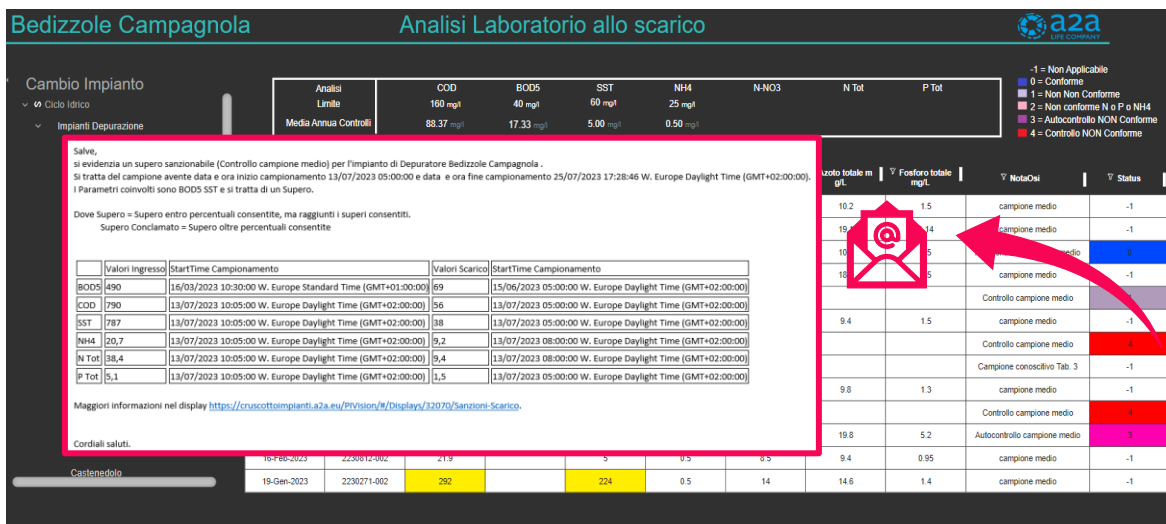 Bedizzole Campagnola
Analisi Laboratorio allo scarico
a2a
LIFE COMPANY
-1 = Non Applicabile
0 = Conforme
1 = Non Non Conforme
2 = Non conforme N o P o NH4
3 = Autocontrollo NON Conforme
4 = Controllo NON Conforme
Cambio Impianto
Ciclo Idrico
Impianti Depurazione
Analisi COD BOD5 SST NH4 N-NO3 N Tot P Tot
Limite 160 mg/l 40 mg/l 60 mg/l 25 mg/l
Media Annua Controlli 88.37 mg/l 17.33 mg/l 5.00 mg/l 0.50 mg/l
Salve,
si evidenzia un supero sanzionabile (Controllo campione medio) per l'impianto di Depuratore Bedizzole Campagnola .
Si tratta del campione avente data e ora inizio campionamento 13/07/2023 05:00:00 e data e ora fine campionamento 25/07/2023 17:28:46 W. Europe Daylight Time (GMT+02:00:00).
I Parametri coinvolti sono BOD5 SST e si tratta di un Supero.
Dove Supero = Supero entro percentuali consentite, ma raggiunti i superi consentiti.
Supero Conclamato = Supero oltre percentuali consentite
Valori Ingresso StartTime Campionamento Valori Scarico StartTime Campionamento
BOD5 490 16/03/2023 10:30:00 W. Europe Standard Time (GMT+01:00:00) 69 15/06/2023 05:00:00 W. Europe Daylight Time (GMT+02:00:00)
COD 790 13/07/2023 10:05:00 W. Europe Daylight Time (GMT+02:00:00) 56 13/07/2023 05:00:00 W. Europe Daylight Time (GMT+02:00:00)
SST 787 13/07/2023 10:05:00 W. Europe Daylight Time (GMT+02:00:00) 38 13/07/2023 05:00:00 W. Europe Daylight Time (GMT+02:00:00)
NH4 20,7 13/07/2023 10:05:00 W. Europe Daylight Time (GMT+02:00:00) 9,2 13/07/2023 08:00:00 W. Europe Daylight Time (GMT+02:00:00)
N Tot 38,4 13/07/2023 10:05:00 W. Europe Daylight Time (GMT+02:00:00) 9,4 13/07/2023 08:00:00 W. Europe Daylight Time (GMT+02:00:00)
P Tot 5,1 13/07/2023 10:05:00 W. Europe Daylight Time (GMT+02:00:00) 1,5 13/07/2023 05:00:00 W. Europe Daylight Time (GMT+02:00:00)
Maggiori informazioni nel display https://cruscottoimpianti.a2a.eu/PIVision/#/Displays/32070/Sanzioni-Scarico.
Cordiali saluti.
Azoto totale m g/L Fosforo totale mg/L NotaOsi Status
10.2 1.5 campione medio -1
campione medio -1
medio
campione medio -1
Controllo campione medio
9.4 1.5 campione medio -1
Controllo campione medio 4
Campione conoscitivo Tab. 3 -1
9.8 1.3 campione medio -1
Controllo campione medio 4
19.8 5.2 Autocontrollo campione medio 3
16-Feb-2023 2230812-002 21.9 5 0.5 8.5 9.4 0.95 campione medio -1
Castenedolo
19-Gen-2023 2230271-002 292 224 0.5 14 14.6 1.4 campione medio -1